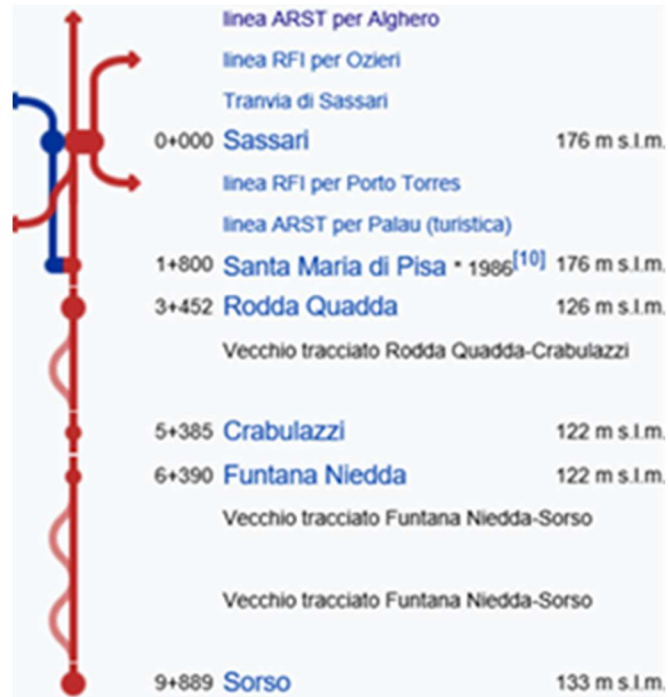 linea ARST per Alghero
linea RFI per Ozieri
Tranvia di Sassari
0+000 Sassari 176 m s.l.m.
linea RFI per Porto Torres
linea ARST per Palau (turistica)
1+800 Santa Maria di Pisa * 1986[10] 176 m s.l.m.
3+452 Rodda Quadda 126 m s.l.m.
Vecchio tracciato Rodda Quadda-Crabulazzi
5+385 Crabulazzi 122 m s.l.m.
6+390 Funtana Niedda 122 m s.l.m.
Vecchio tracciato Funtana Niedda-Sorso
Vecchio tracciato Funtana Niedda-Sorso
9+889 Sorso 133 m s.l.m.